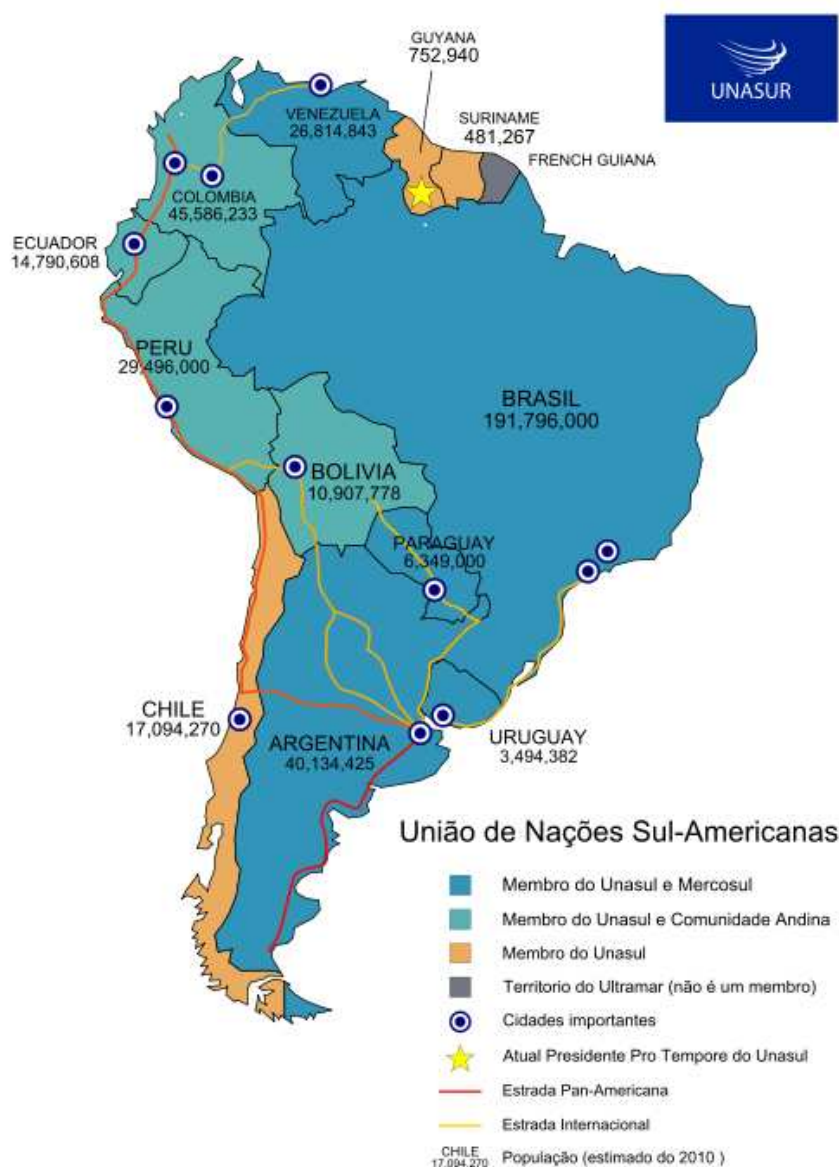 GUYANA
752,940
UNASUR
VENEZUELA
26,814,843
SURINAME
481,267
FRENCH GUIANA
COLOMBIA
45,586,233
ECUADOR
14,790,608
PERU
29,496,000
BRASIL
191,796,000
BOLIVIA
10,907,778
PARAGUAY
6,349,000
CHILE
17,094,270
ARGENTINA
40,134,425
URUGUAY
3,494,382
União de Nações Sul-Americanas
Membro do Unasul e Mercosul
Membro do Unasul e Comunidade Andina
Membro do Unasul
Territorio do Ultramar (não é um membro)
Cidades importantes
Atual Presidente Pro Tempore do Unasul
Estrada Pan-Americana
Estrada Internacional
CHILE
17,094,270
População (estimado do 2010 )